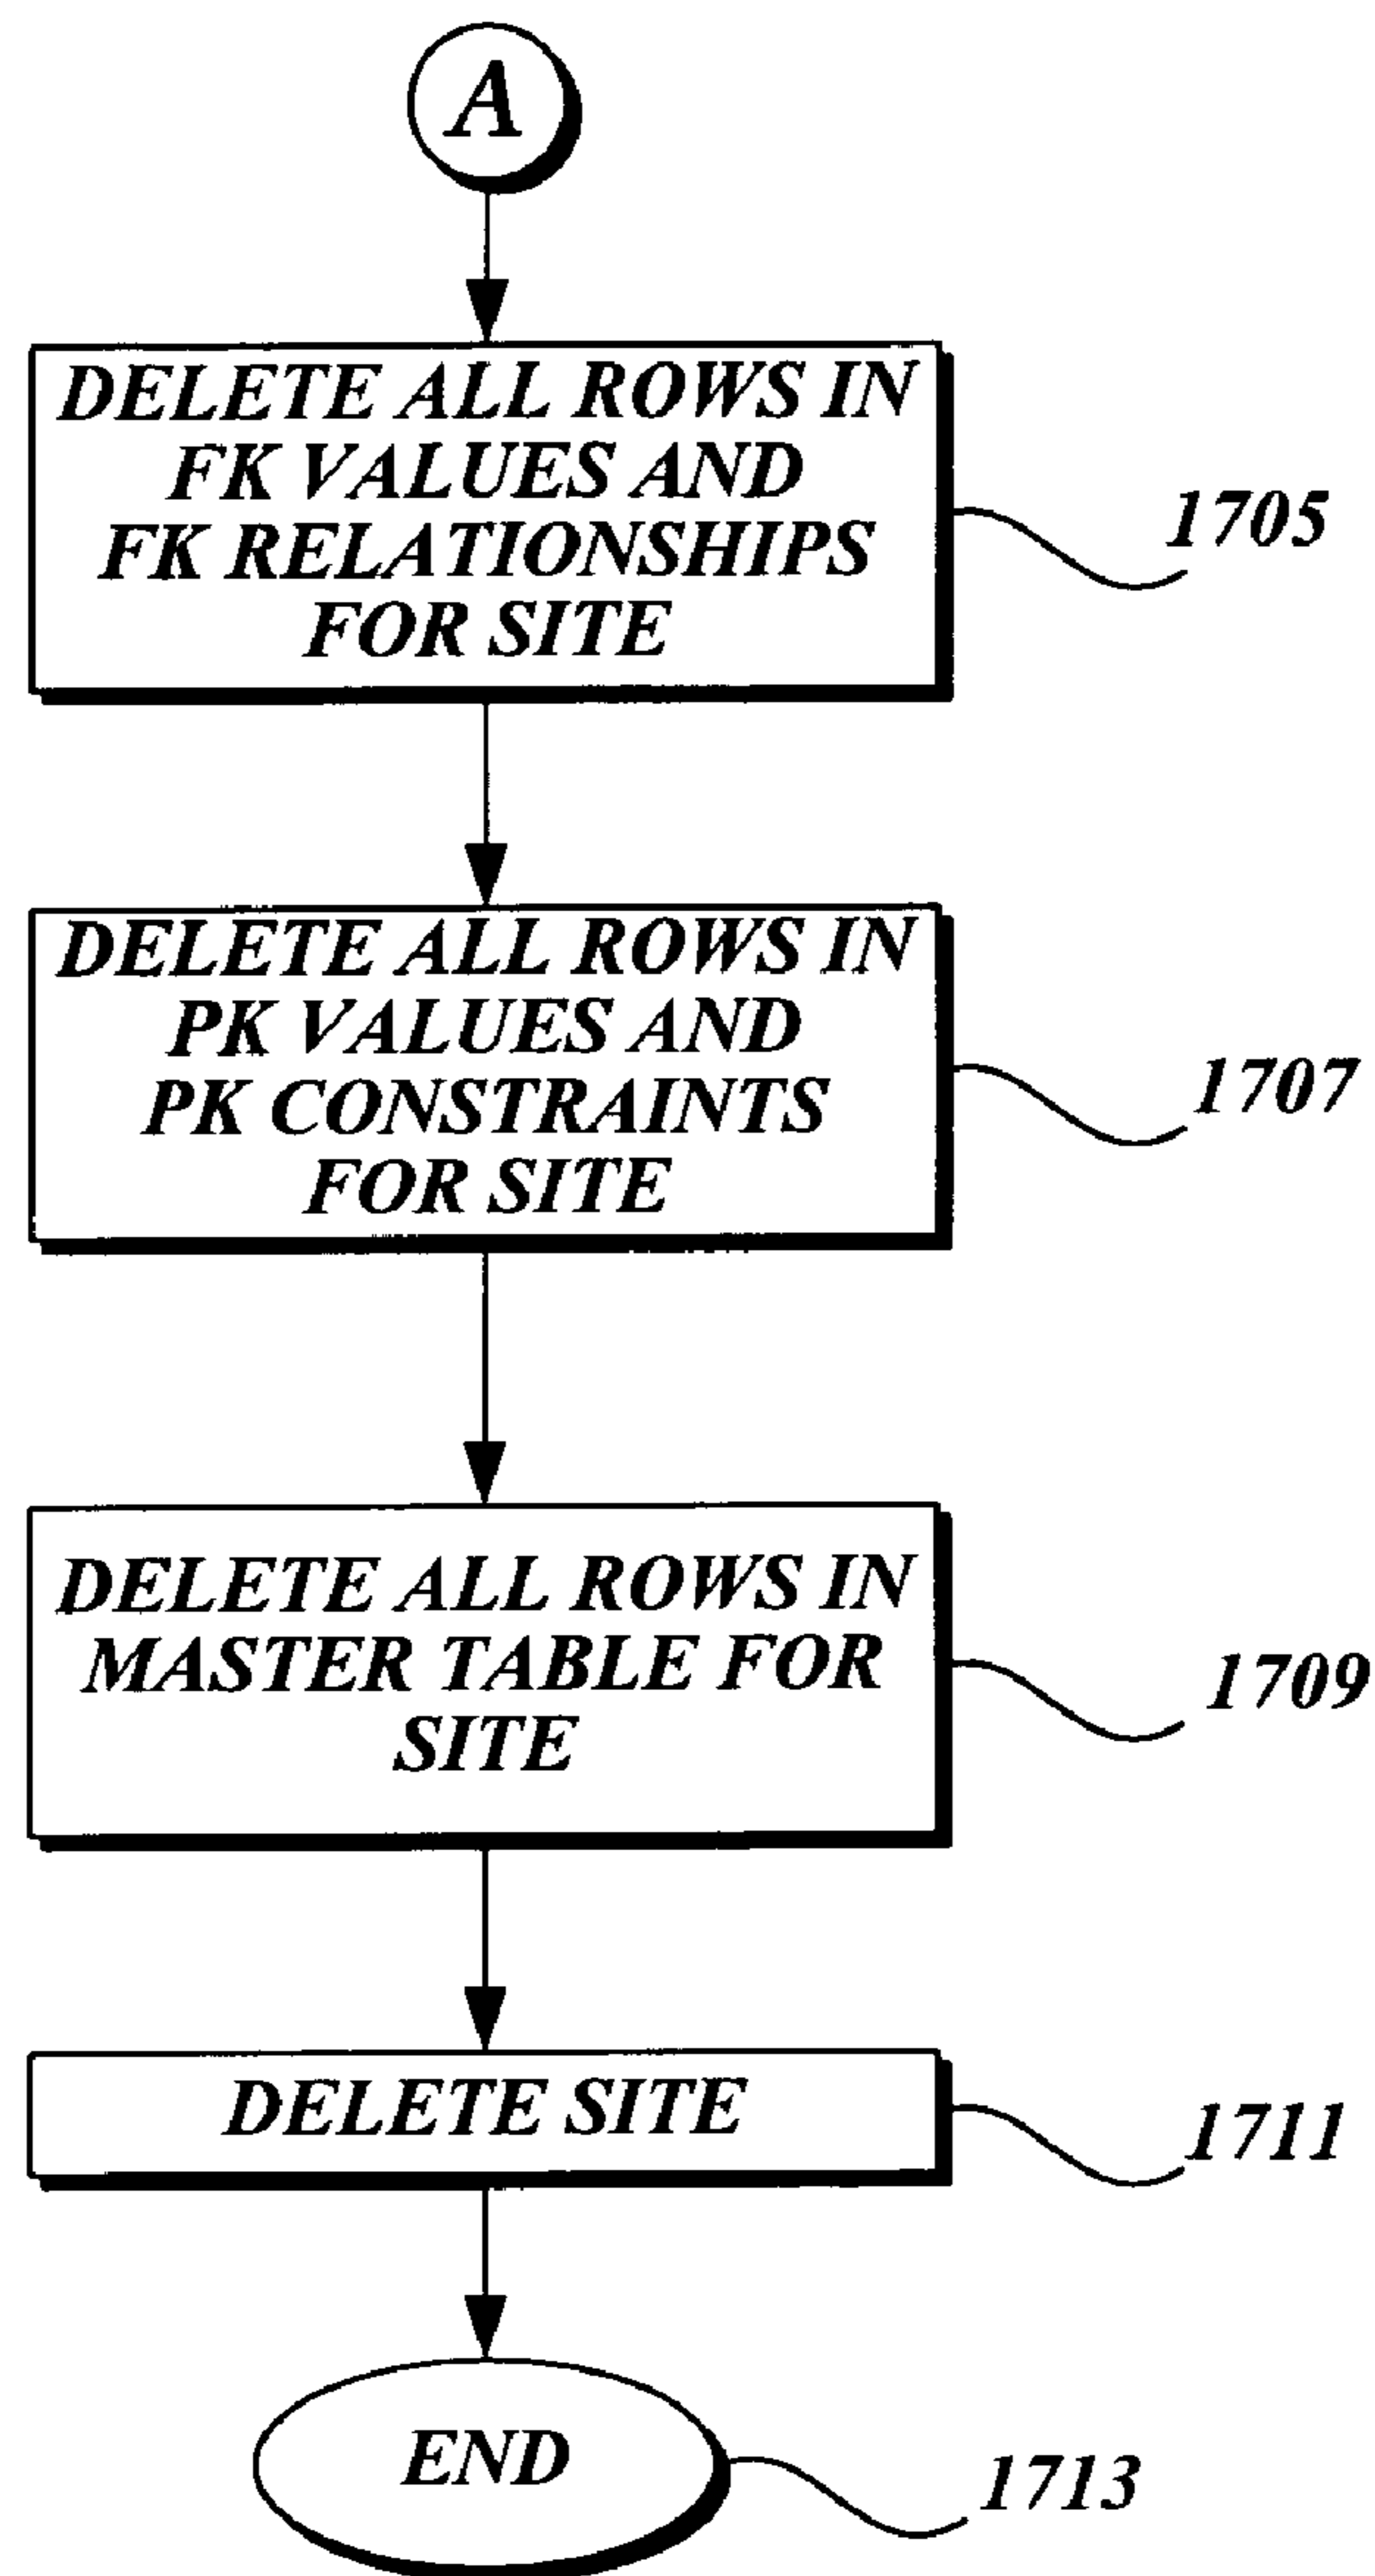 A
DELETE ALL ROWS IN
FK VALUES AND
FK RELATIONSHIPS
FOR SITE
1705
DELETE ALL ROWS IN
PK VALUES AND
PK CONSTRAINTS
FOR SITE
1707
DELETE ALL ROWS IN
MASTER TABLE FOR
SITE
1709
DELETE SITE
1711
END
1713